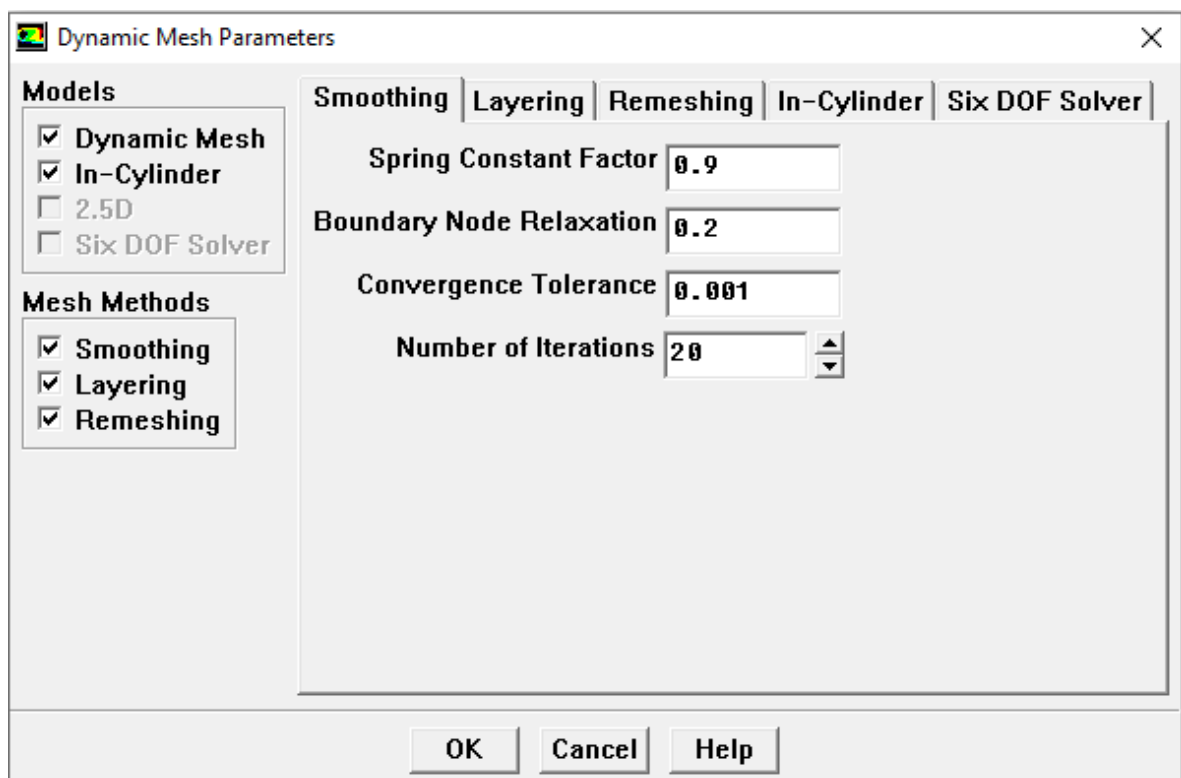 Dynamic Mesh Parameters
Models
Dynamic Mesh
In-Cylinder
2.5D
Six DOF Solver
Mesh Methods
Smoothing
Layering
Remeshing
Smoothing Layering Remeshing In-Cylinder Six DOF Solver
Spring Constant Factor 0.9
Boundary Node Relaxation 0.2
Convergence Tolerance 0.001
Number of Iterations 20
OK Cancel Help